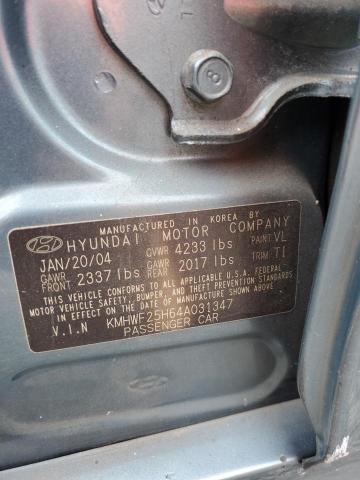 7
8
MANUFACTURED IN KOREA BY
HYUNDAI MOTOR COMPANY
JAN/20/04 GVWR 4233 lbs PAINT VL
GAWR FRONT 2337 lbs GAWR REAR 2017 lbs TRIM TI
THIS VEHICLE CONFORMS TO ALL APPLICABLE U.S.A. FEDERAL
MOTOR VEHICLE SAFETY, BUMPER, AND THEFT PREVENTION STANDARDS
IN EFFECT ON THE DATE OF MANUFACTURE SHOWN ABOVE.
V.I.N KMHWF25H64A031347
PASSENGER CAR